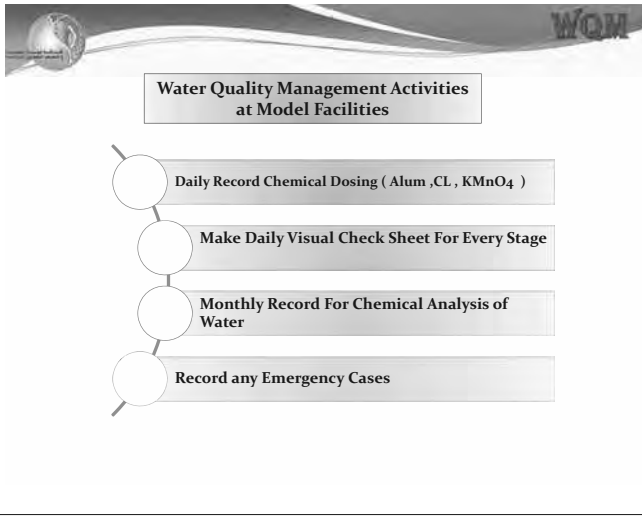 WQM
Water Quality Management Activities
at Model Facilities
Daily Record Chemical Dosing ( Alum ,CL , KMnO4 )
Make Daily Visual Check Sheet For Every Stage
Monthly Record For Chemical Analysis of
Water
Record any Emergency Cases